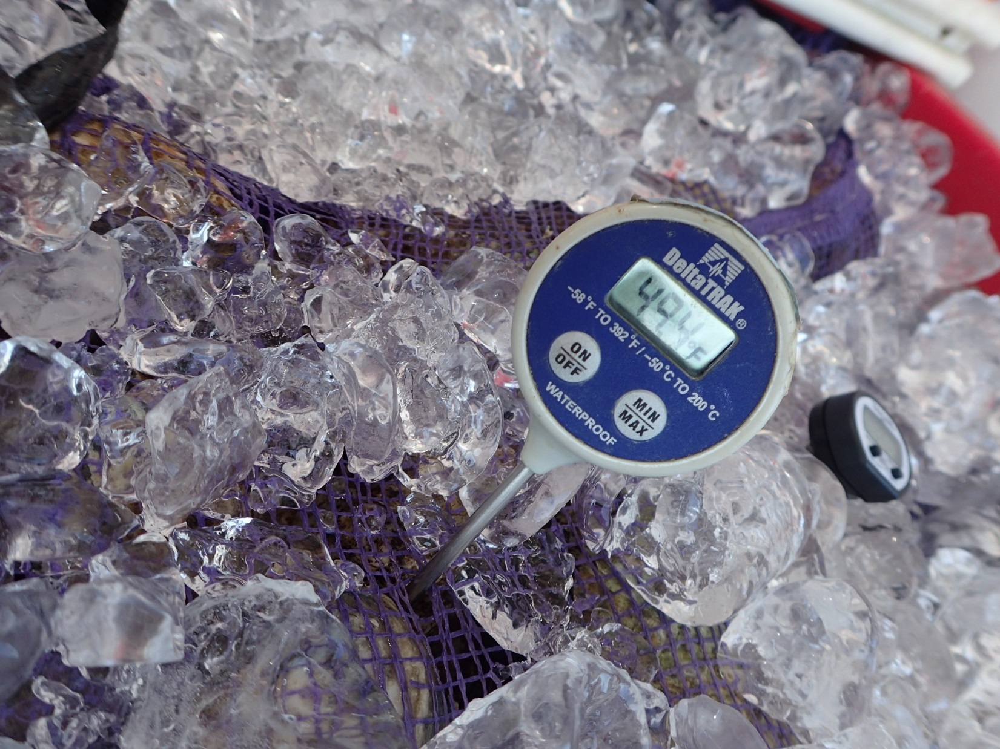 DeltaTRAK®
49.4°F
-58°F TO 392°F / -50°C TO 200°C
ON
OFF
MIN
MAX
WATERPROOF